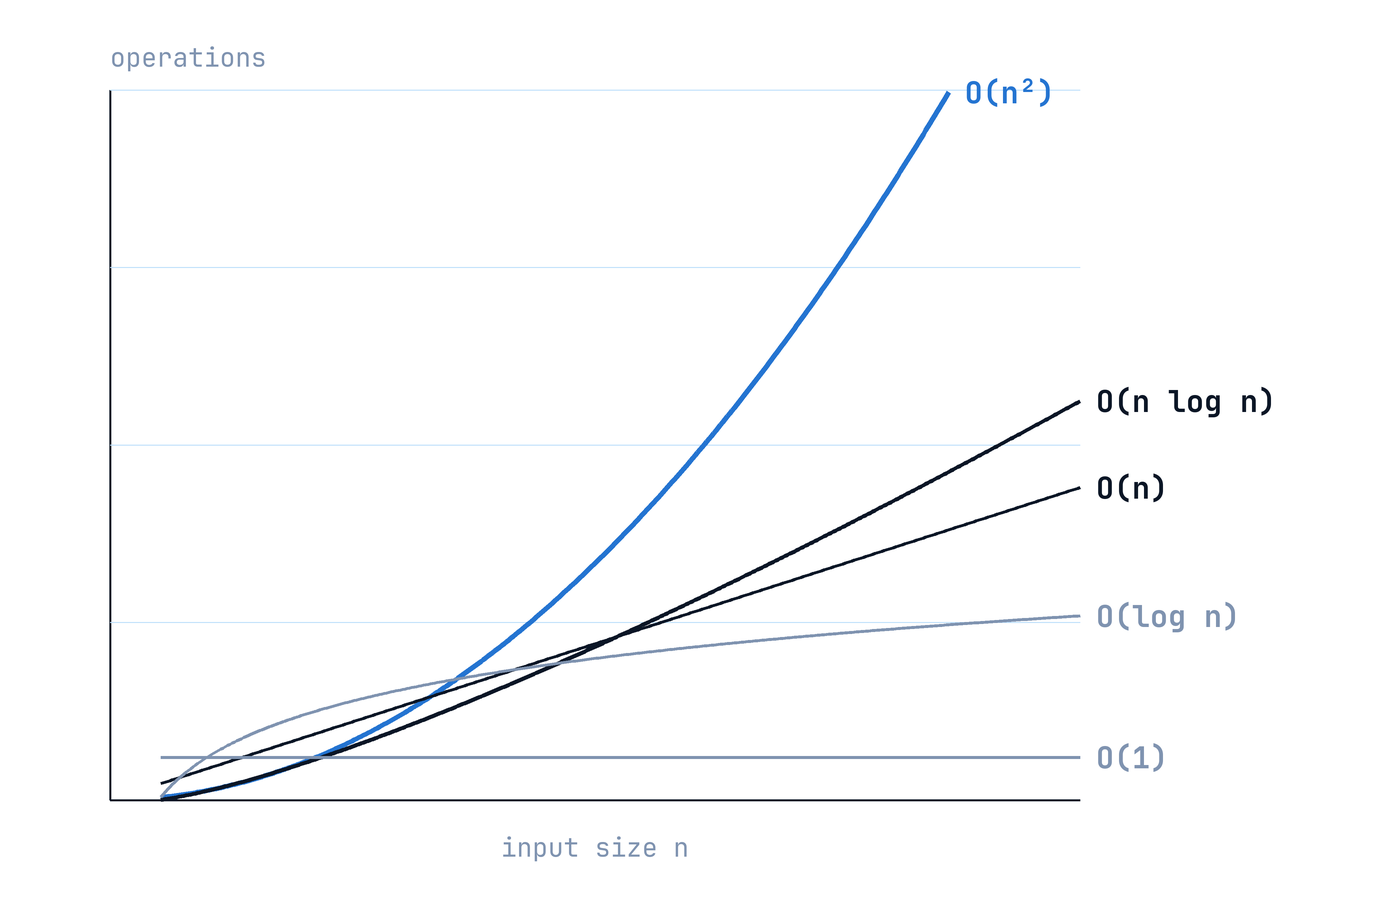 operations
O(n²)
O(n log n)
O(n)
O(log n)
O(1)
input size n